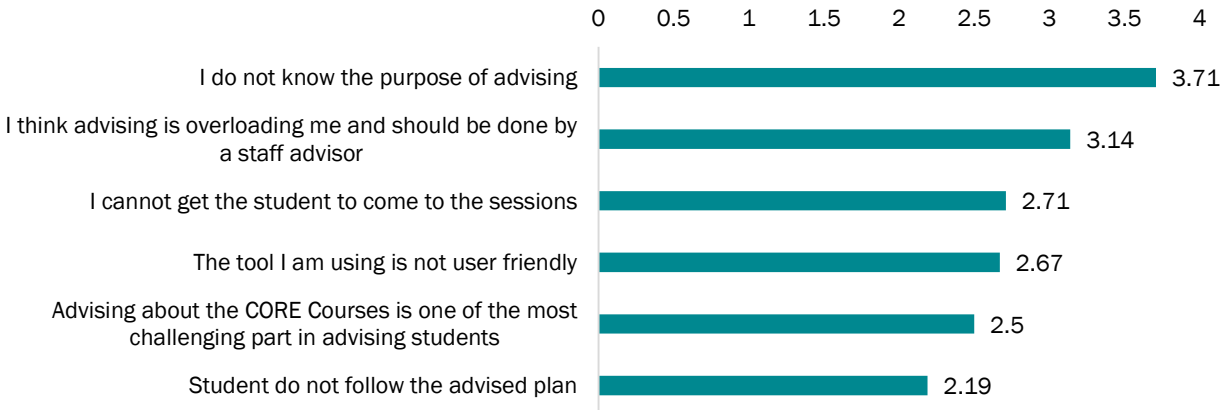 0 0.5 1 1.5 2 2.5 3 3.5 4
I do not know the purpose of advising 3.71
I think advising is overloading me and should be done by
a staff advisor 3.14
I cannot get the student to come to the sessions 2.71
The tool I am using is not user friendly 2.67
Advising about the CORE Courses is one of the most
challenging part in advising students 2.5
Student do not follow the advised plan 2.19